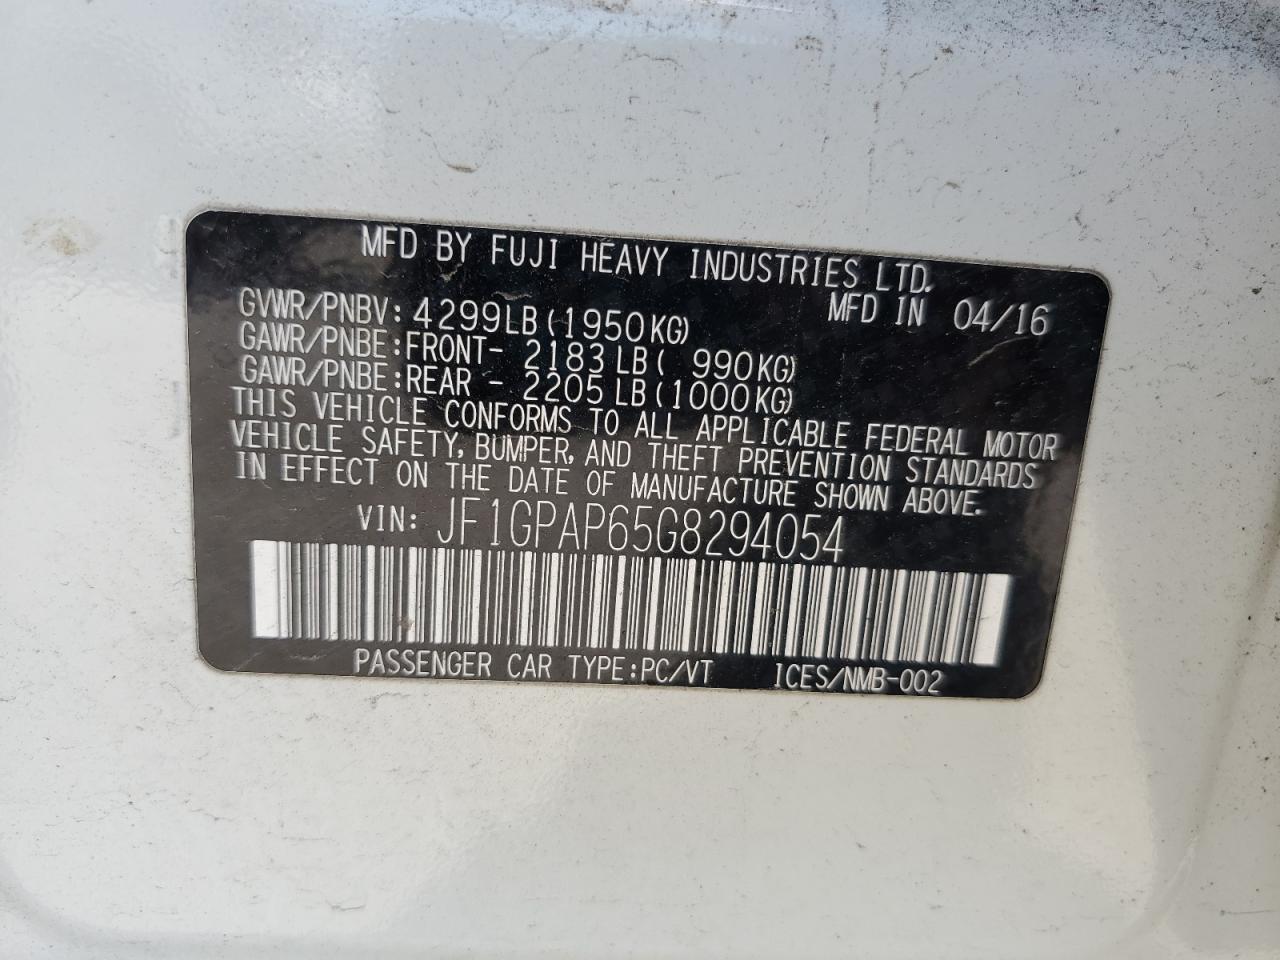 MFD BY FUJI HEAVY INDUSTRIES LTD.
MFD IN 04/16
GVWR/PNBV: 4299LB (1950KG)
GAWR/PNBE: FRONT- 2183 LB ( 990KG)
GAWR/PNBE: REAR - 2205 LB (1000KG)
THIS VEHICLE CONFORMS TO ALL APPLICABLE FEDERAL MOTOR
VEHICLE SAFETY, BUMPER, AND THEFT PREVENTION STANDARDS
IN EFFECT ON THE DATE OF MANUFACTURE SHOWN ABOVE.
VIN: JF1GPAP65G8294054
PASSENGER CAR TYPE:PC/VT ICES/NMB-002